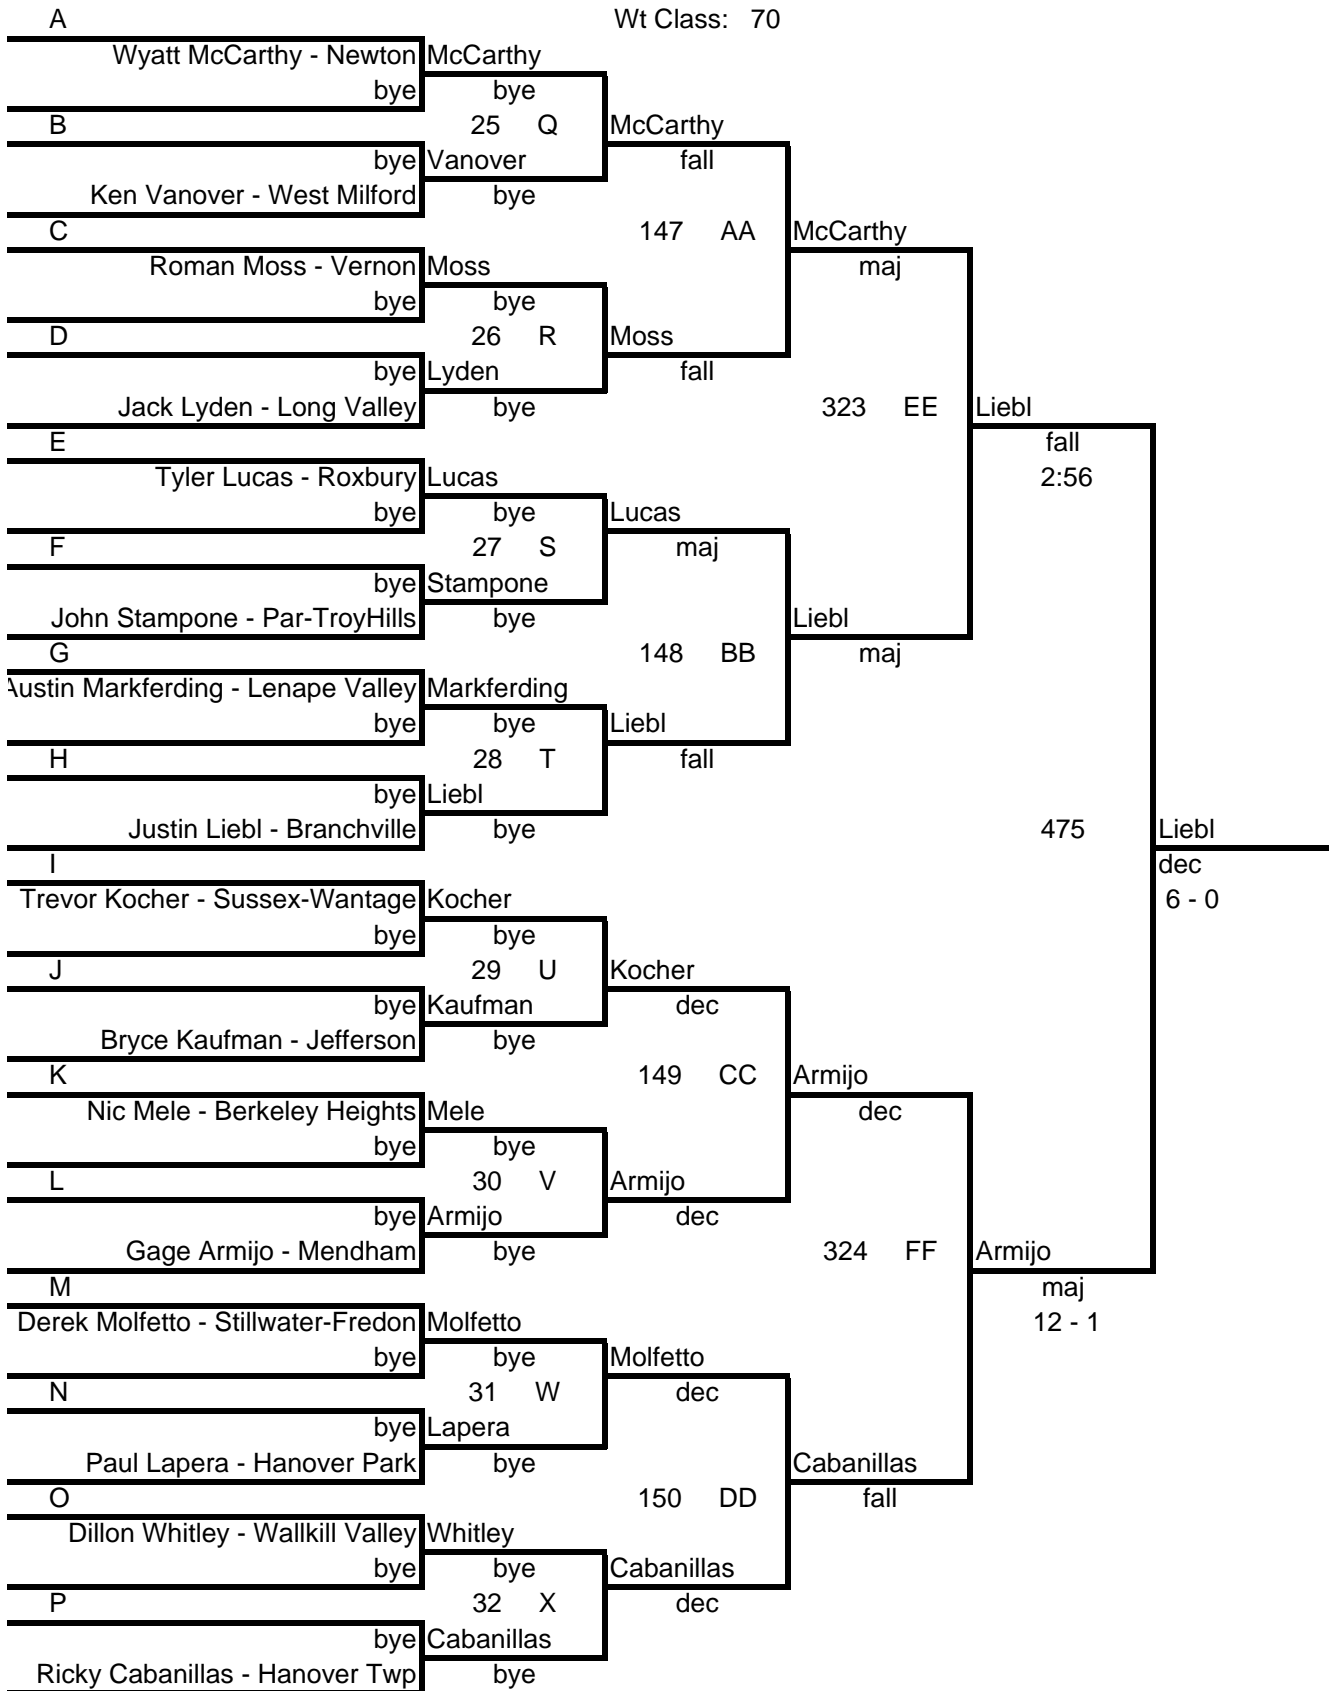 A Wt Class: 70
Wyatt McCarthy - Newton McCarthy
bye bye
B 25 Q McCarthy
bye Vanover fall
Ken Vanover - West Milford bye
C 147 AA McCarthy
Roman Moss - Vernon Moss maj
bye bye
D 26 R Moss
bye Lyden fall
Jack Lyden - Long Valley bye 323 EE Liebl
E fall
Tyler Lucas - Roxbury Lucas 2:56
bye bye Lucas
F 27 S maj
bye Stampone
John Stampone - Par-TroyHills bye Liebl
G 148 BB maj
Austin Markferding - Lenape Valley Markferding
bye bye Liebl
H 28 T fall
bye Liebl
Justin Liebl - Branchville bye 475 Liebl
I dec
Trevor Kocher - Sussex-Wantage Kocher 6 - 0
bye bye
J 29 U Kocher
bye Kaufman dec
Bryce Kaufman - Jefferson bye
K 149 CC Armijo
Nic Mele - Berkeley Heights Mele dec
bye bye
L 30 V Armijo
bye Armijo dec
Gage Armijo - Mendham bye 324 FF Armijo
M maj
Derek Molfetto - Stillwater-Fredon Molfetto 12 - 1
bye bye Molfetto
N 31 W dec
bye Lapera
Paul Lapera - Hanover Park bye Cabanillas
O 150 DD fall
Dillon Whitley - Wallkill Valley Whitley
bye bye Cabanillas
P 32 X dec
bye Cabanillas
Ricky Cabanillas - Hanover Twp bye